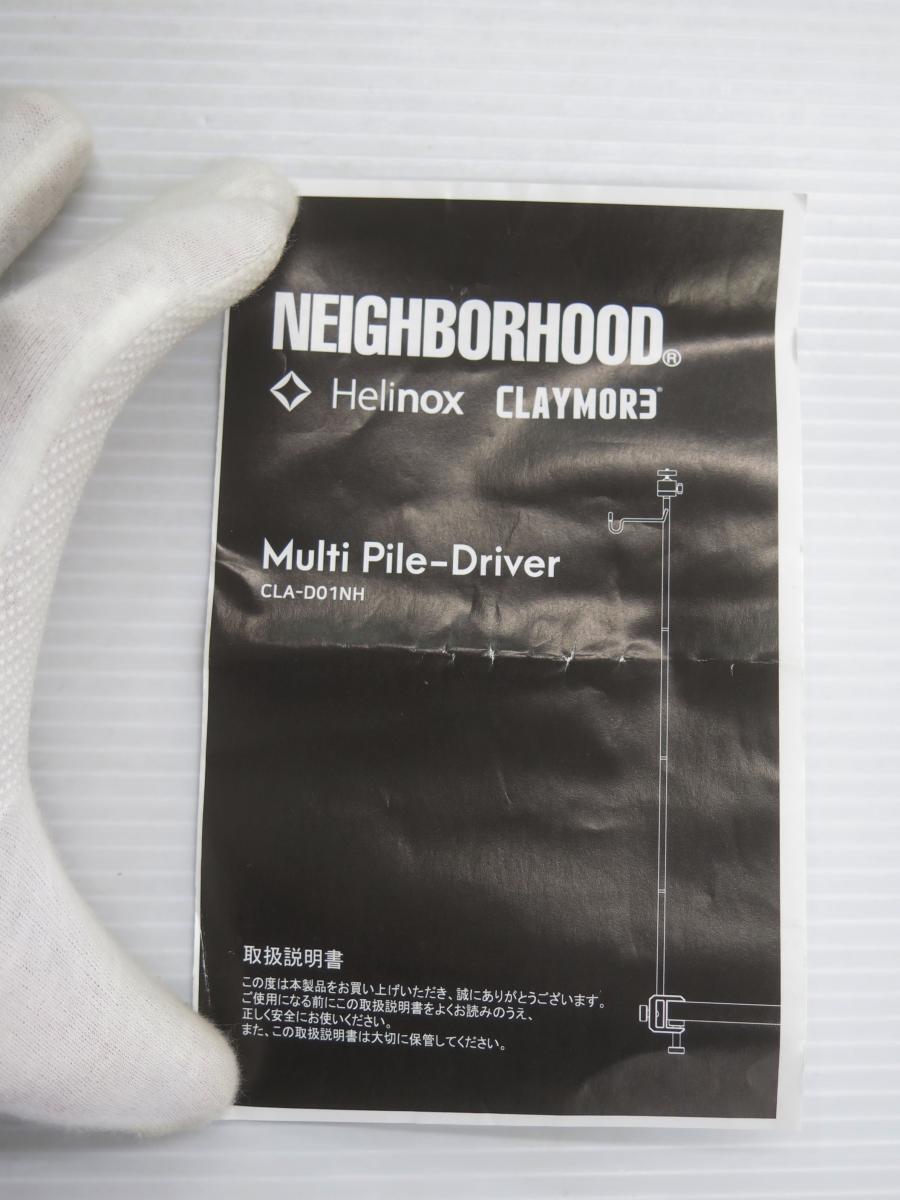 NEIGHBORHOOD®
Helinox CLAYMOR3
Multi Pile-Driver
CLA-D01NH
取扱説明書
この度は本製品をお買い上げいただき、誠にありがとうございます。
ご使用になる前にこの取扱説明書をよくお読みのうえ、
正しく安全にお使いください。
また、この取扱説明書は大切に保管してください。